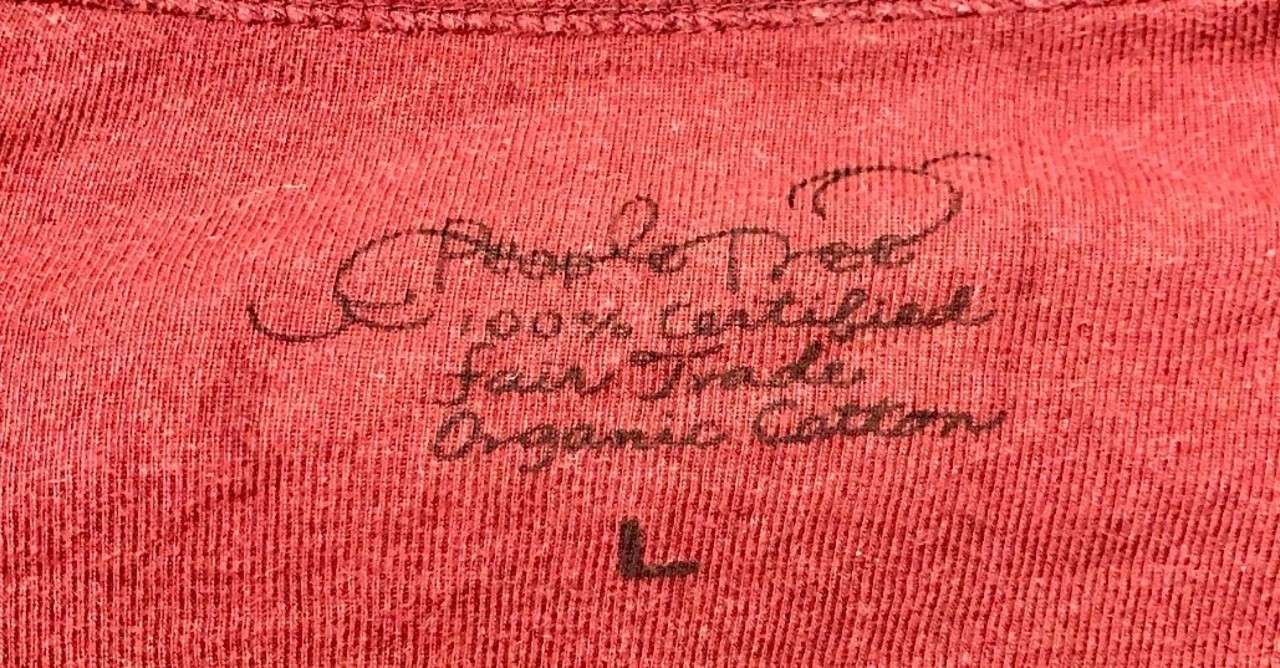 People Tree
100% Certified
Fair Trade
Organic Cotton
L